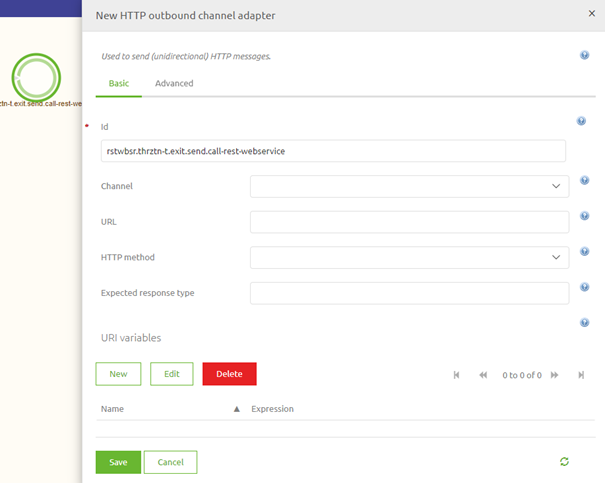 New HTTP outbound channel adapter
Used to send (unidirectional) HTTP messages.
Basic Advanced
ztn-t.exit.send.call-rest-we
* Id
rstwbsr.thrztn-t.exit.send.call-rest-webservice
Channel
URL
HTTP method
Expected response type
URI variables
New Edit Delete 0 to 0 of 0
Name Expression
Save Cancel